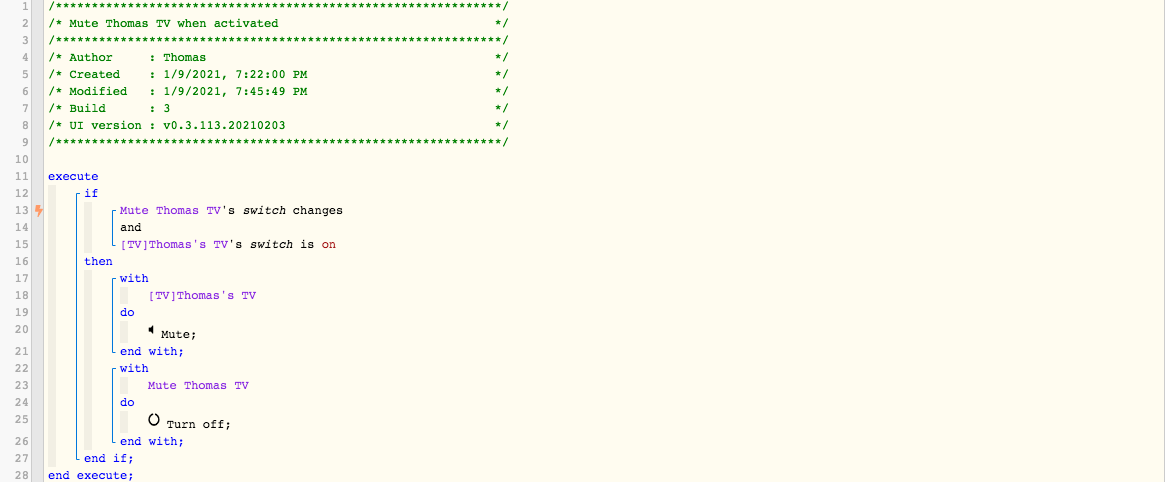 1 /**************************************************************/
2 /* Mute Thomas TV when activated */
3 /**************************************************************/
4 /* Author : Thomas */
5 /* Created : 1/9/2021, 7:22:00 PM */
6 /* Modified : 1/9/2021, 7:45:49 PM */
7 /* Build : 3 */
8 /* UI version : v0.3.113.20210203 */
9 /**************************************************************/
10
11 execute
12 if
13 Mute Thomas TV's switch changes
14 and
15 [TV]Thomas's TV's switch is on
16 then
17 with
18 [TV]Thomas's TV
19 do
20 Mute;
21 end with;
22 with
23 Mute Thomas TV
24 do
25 Turn off;
26 end with;
27 end if;
28 end execute;